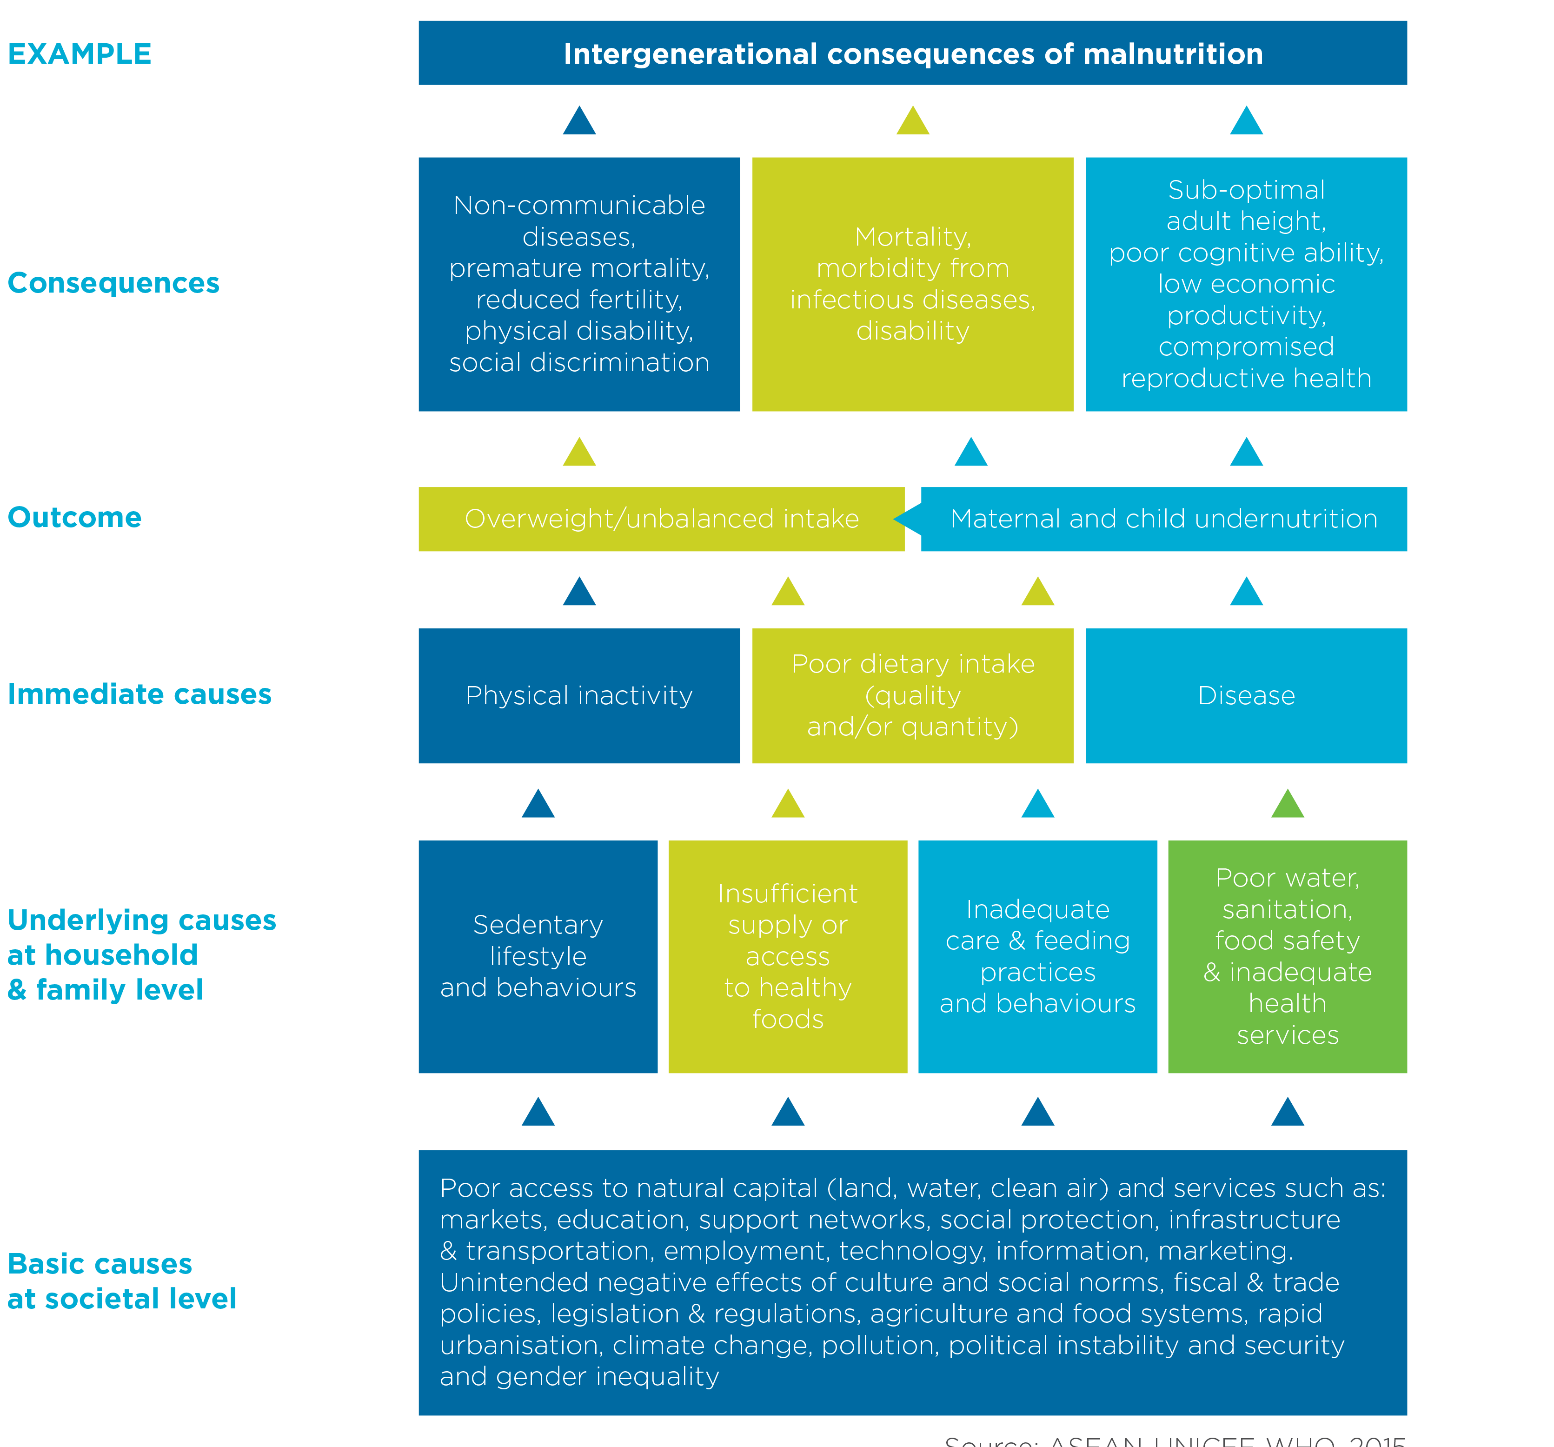 EXAMPLE
Intergenerational consequences of malnutrition
Consequences
Non-communicable
diseases,
premature mortality,
reduced fertility,
physical disability,
social discrimination
Mortality,
morbidity from
infectious diseases,
disability
Sub-optimal
adult height,
poor cognitive ability,
low economic
productivity,
compromised
reproductive health
Outcome
Overweight/unbalanced intake
Maternal and child undernutrition
Immediate causes
Physical inactivity
Poor dietary intake
(quality
and/or quantity)
Disease
Underlying causes
at household
& family level
Sedentary
lifestyle
and behaviours
Insufficient
supply or
access
to healthy
foods
Inadequate
care & feeding
practices
and behaviours
Poor water,
sanitation,
food safety
& inadequate
health
services
Basic causes
at societal level
Poor access to natural capital (land, water, clean air) and services such as:
markets, education, support networks, social protection, infrastructure
& transportation, employment, technology, information, marketing.
Unintended negative effects of culture and social norms, fiscal & trade
policies, legislation & regulations, agriculture and food systems, rapid
urbanisation, climate change, pollution, political instability and security
and gender inequality
Source: ASEAN, UNICEF, WHO, 2015